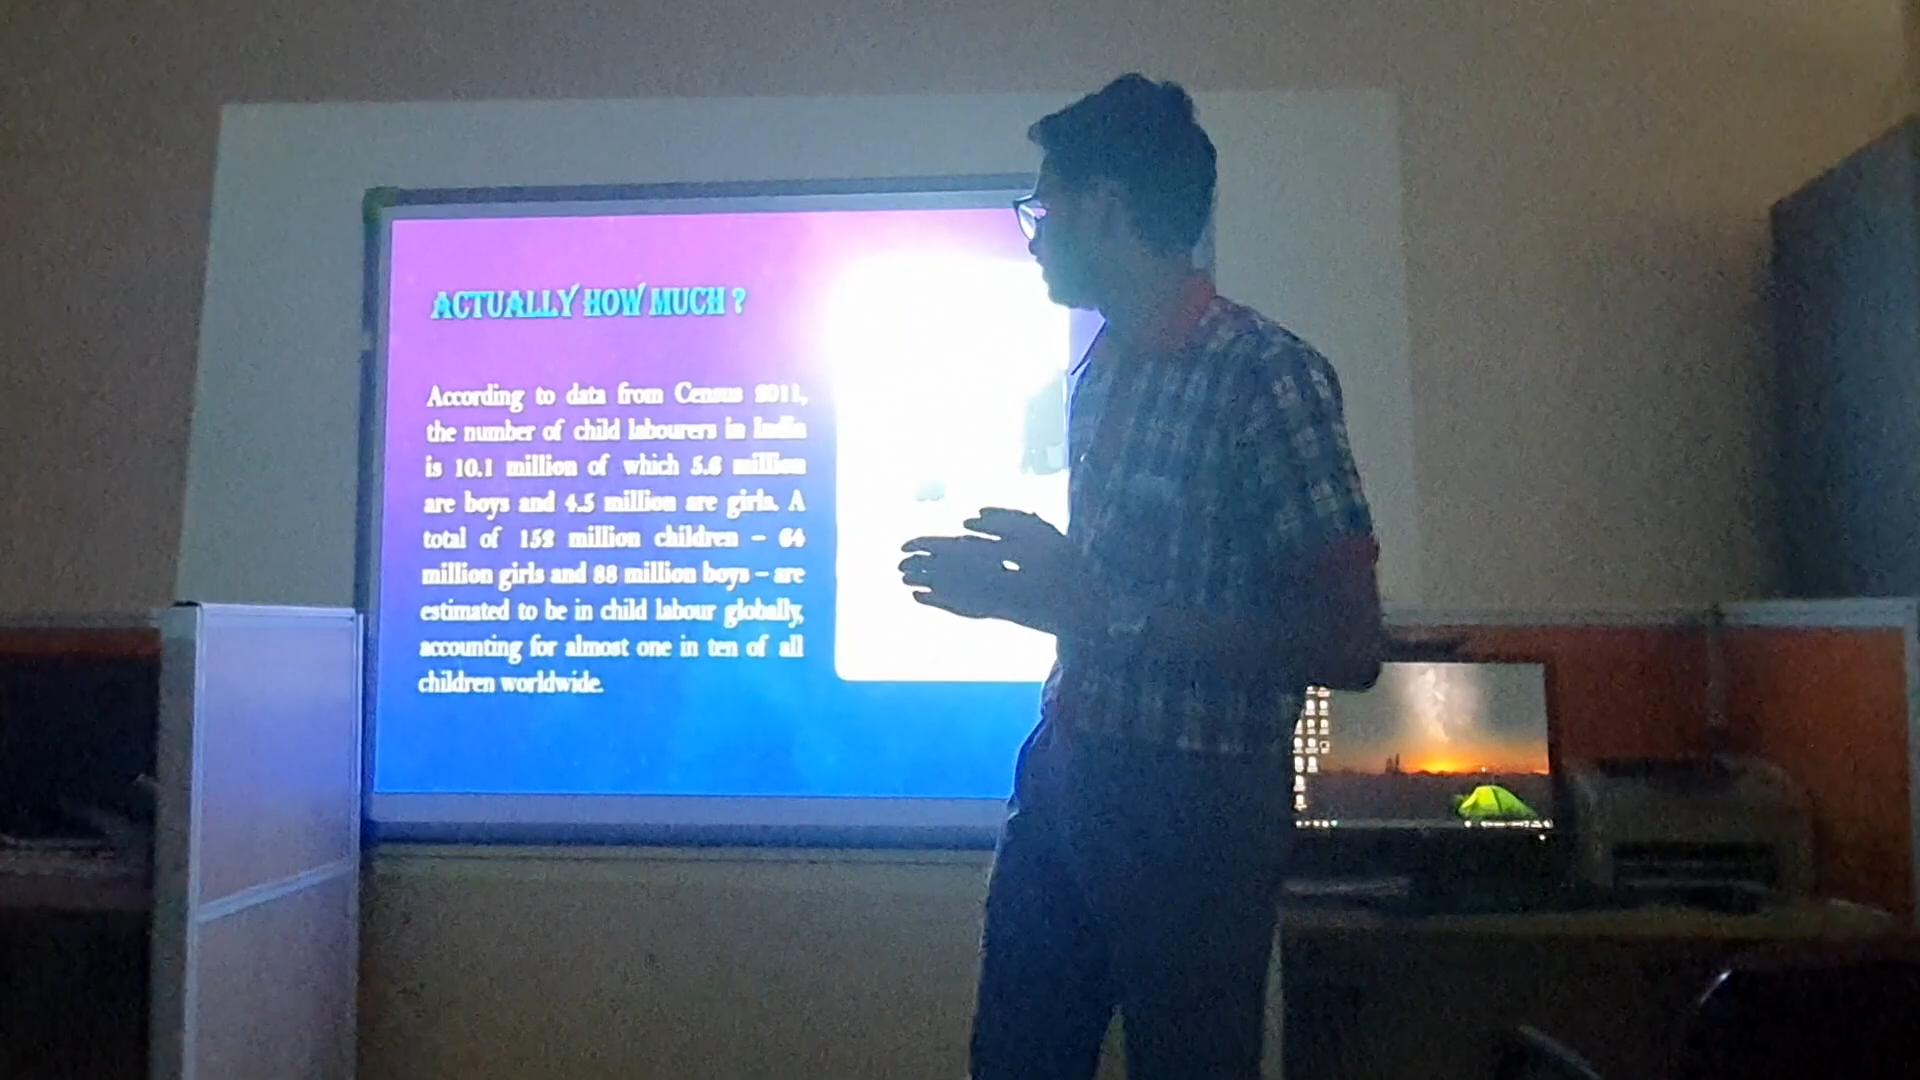 ACTUALLY HOW MUCH ?
According to data from Census 2011,
the number of child labourers in India
is 10.1 million of which 5.6 million
are boys and 4.5 million are girls. A
total of 152 million children – 64
million girls and 88 million boys – are
estimated to be in child labour globally,
accounting for almost one in ten of all
children worldwide.